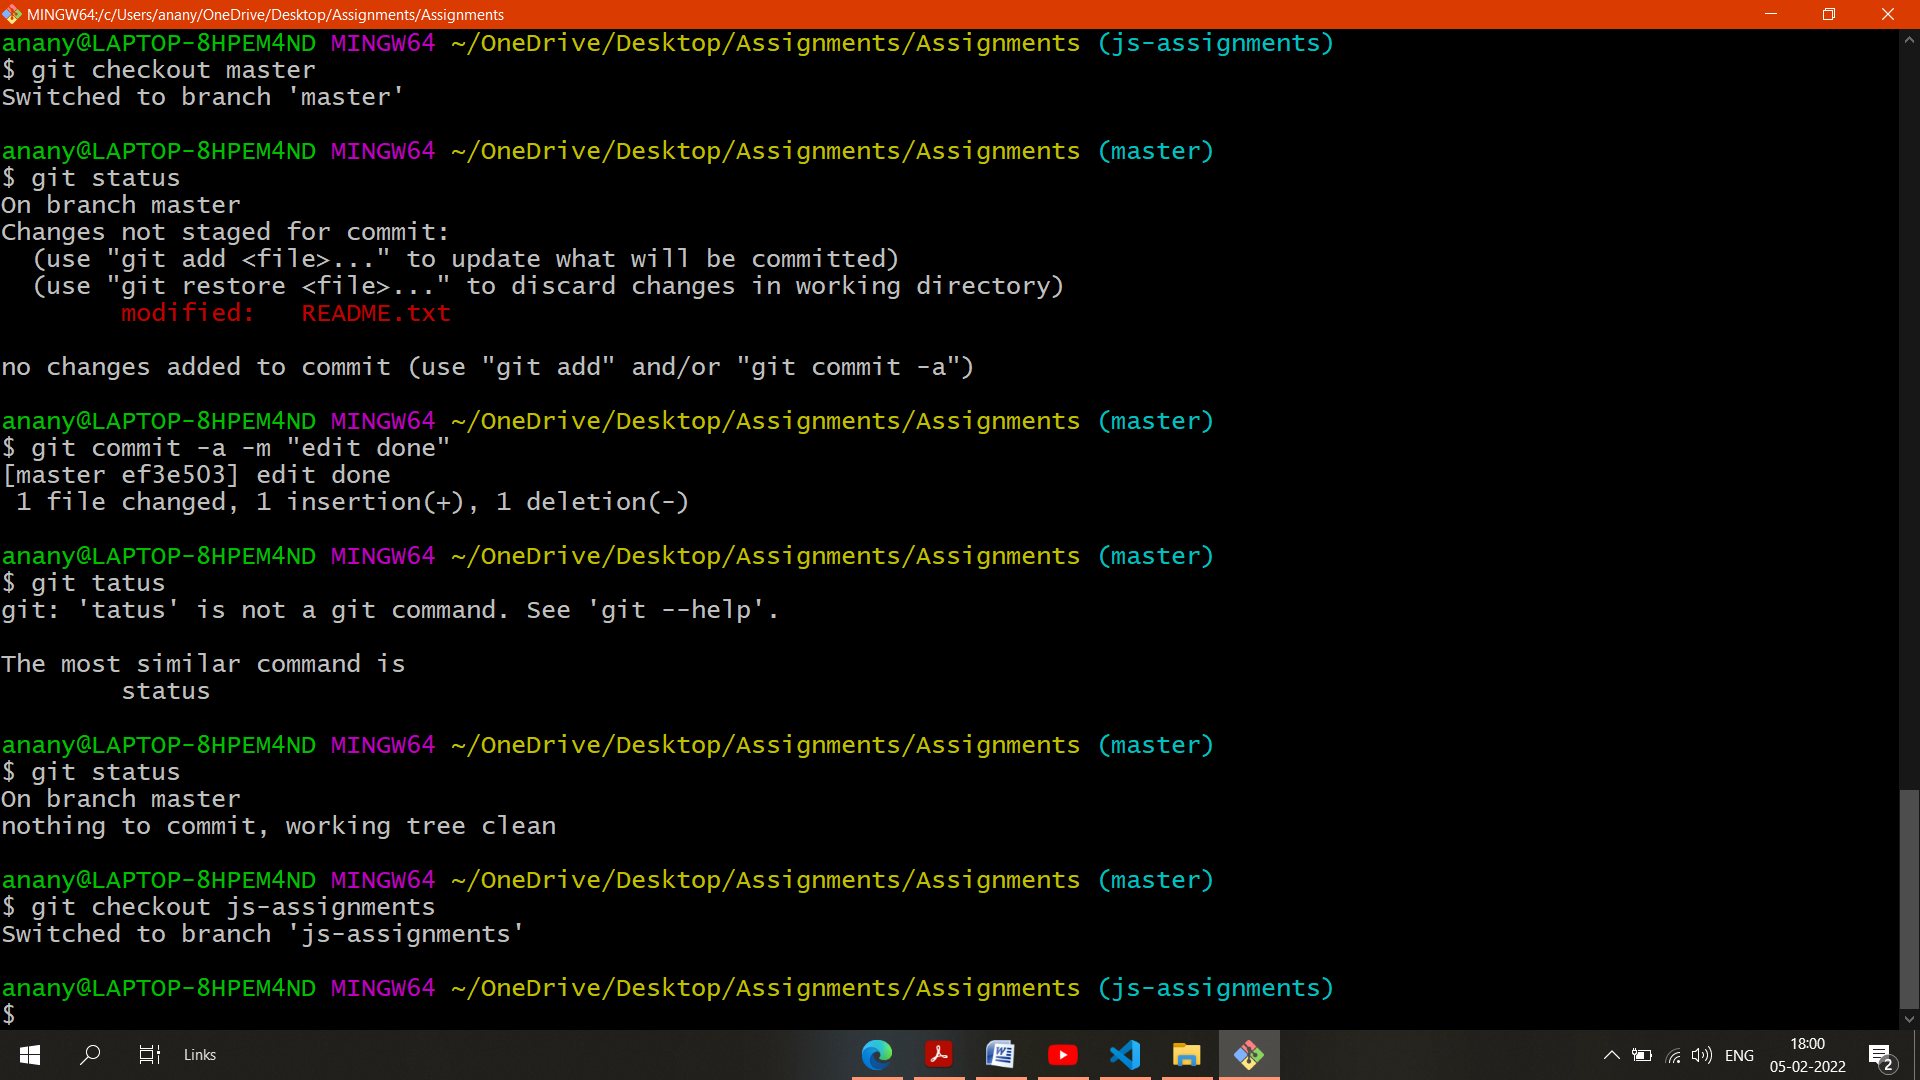 MINGW64:/c/Users/anany/OneDrive/Desktop/Assignments/Assignments
anany@LAPTOP-8HPEM4ND MINGW64 ~/OneDrive/Desktop/Assignments/Assignments (js-assignments)
$ git checkout master
Switched to branch 'master'
anany@LAPTOP-8HPEM4ND MINGW64 ~/OneDrive/Desktop/Assignments/Assignments (master)
$ git status
On branch master
Changes not staged for commit:
  (use "git add <file>..." to update what will be committed)
  (use "git restore <file>..." to discard changes in working directory)
        modified:   README.txt
no changes added to commit (use "git add" and/or "git commit -a")
anany@LAPTOP-8HPEM4ND MINGW64 ~/OneDrive/Desktop/Assignments/Assignments (master)
$ git commit -a -m "edit done"
[master ef3e503] edit done
 1 file changed, 1 insertion(+), 1 deletion(-)
anany@LAPTOP-8HPEM4ND MINGW64 ~/OneDrive/Desktop/Assignments/Assignments (master)
$ git tatus
git: 'tatus' is not a git command. See 'git --help'.
The most similar command is
        status
anany@LAPTOP-8HPEM4ND MINGW64 ~/OneDrive/Desktop/Assignments/Assignments (master)
$ git status
On branch master
nothing to commit, working tree clean
anany@LAPTOP-8HPEM4ND MINGW64 ~/OneDrive/Desktop/Assignments/Assignments (master)
$ git checkout js-assignments
Switched to branch 'js-assignments'
anany@LAPTOP-8HPEM4ND MINGW64 ~/OneDrive/Desktop/Assignments/Assignments (js-assignments)
$
Links
ENG
18:00
05-02-2022
2